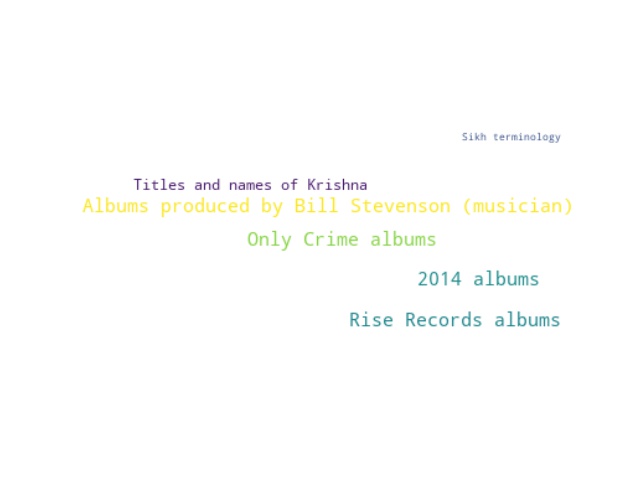 Sikh terminology
Titles and names of Krishna
Albums produced by Bill Stevenson (musician)
Only Crime albums
2014 albums
Rise Records albums